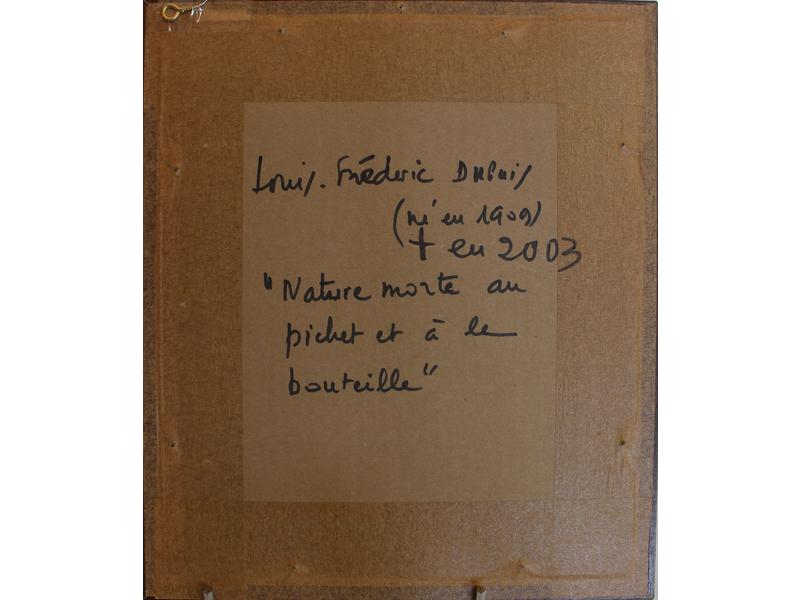 Louis. Frédéric Dubuis
(né en 1909)
+ en 2003
"Nature morte au
pichet et à la
bouteille"